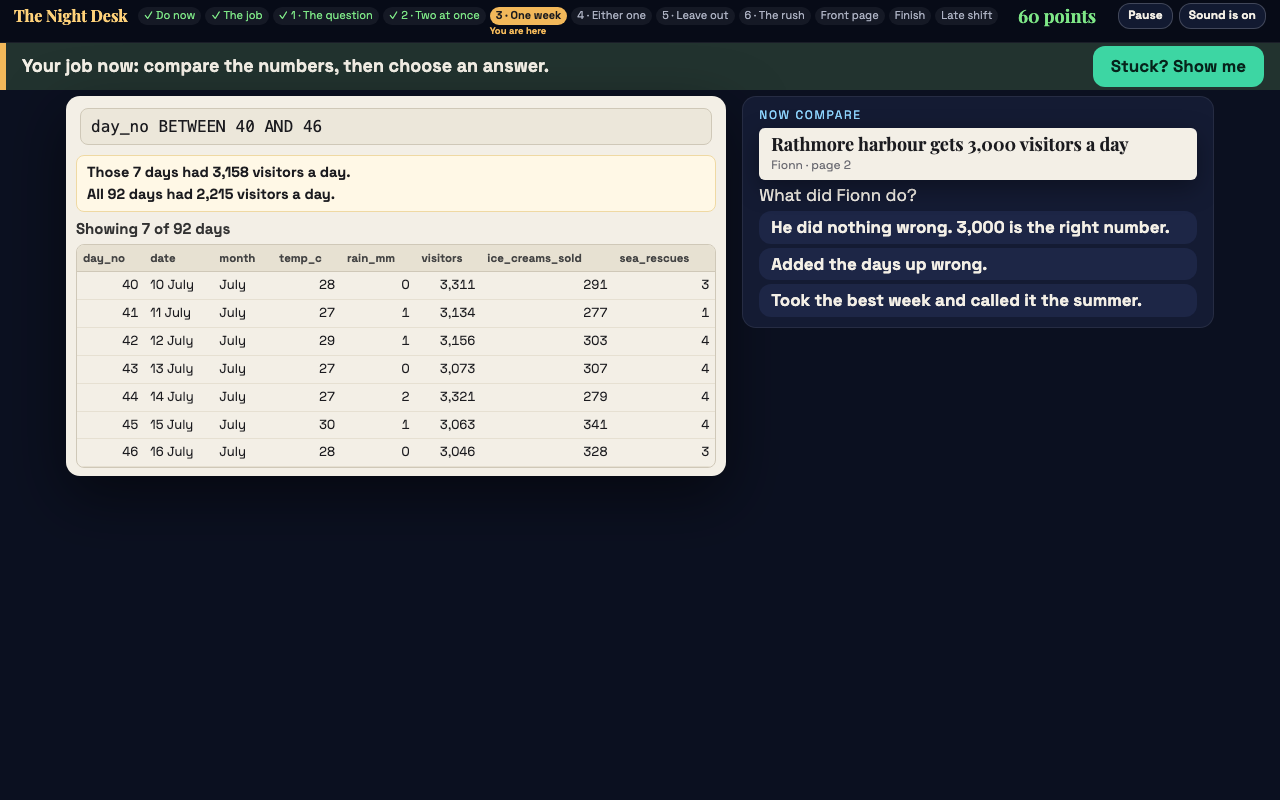 The Night Desk
✓ Do now
✓ The job
✓ 1 · The question
✓ 2 · Two at once
3 · One week
4 · Either one
5 · Leave out
6 · The rush
Front page
Finish
Late shift
60 points
Pause
Sound is on
You are here
Your job now: compare the numbers, then choose an answer.
Stuck? Show me
day_no BETWEEN 40 AND 46
Those 7 days had 3,158 visitors a day.
All 92 days had 2,215 visitors a day.
Showing 7 of 92 days
day_no date month temp_c rain_mm visitors ice_creams_sold sea_rescues
40 10 July July 28 0 3,311 291 3
41 11 July July 27 1 3,134 277 1
42 12 July July 29 1 3,156 303 4
43 13 July July 27 0 3,073 307 4
44 14 July July 27 2 3,321 279 4
45 15 July July 30 1 3,063 341 4
46 16 July July 28 0 3,046 328 3
NOW COMPARE
Rathmore harbour gets 3,000 visitors a day
Fionn · page 2
What did Fionn do?
He did nothing wrong. 3,000 is the right number.
Added the days up wrong.
Took the best week and called it the summer.